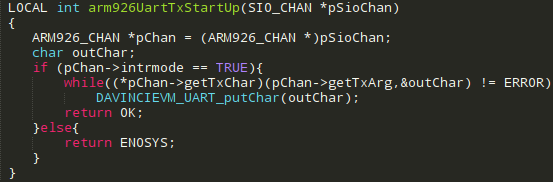 LOCAL int arm926UartTxStartUp(SIO_CHAN *pSioChan)
{
    ARM926_CHAN *pChan = (ARM926_CHAN *)pSioChan;
    char outChar;
    if (pChan->intrmode == TRUE){
        while((*pChan->getTxChar)(pChan->getTxArg,&outChar) != ERROR)
            DAVINCIEVM_UART_putChar(outChar);
        return OK;
    }else{
        return ENOSYS;
    }
}